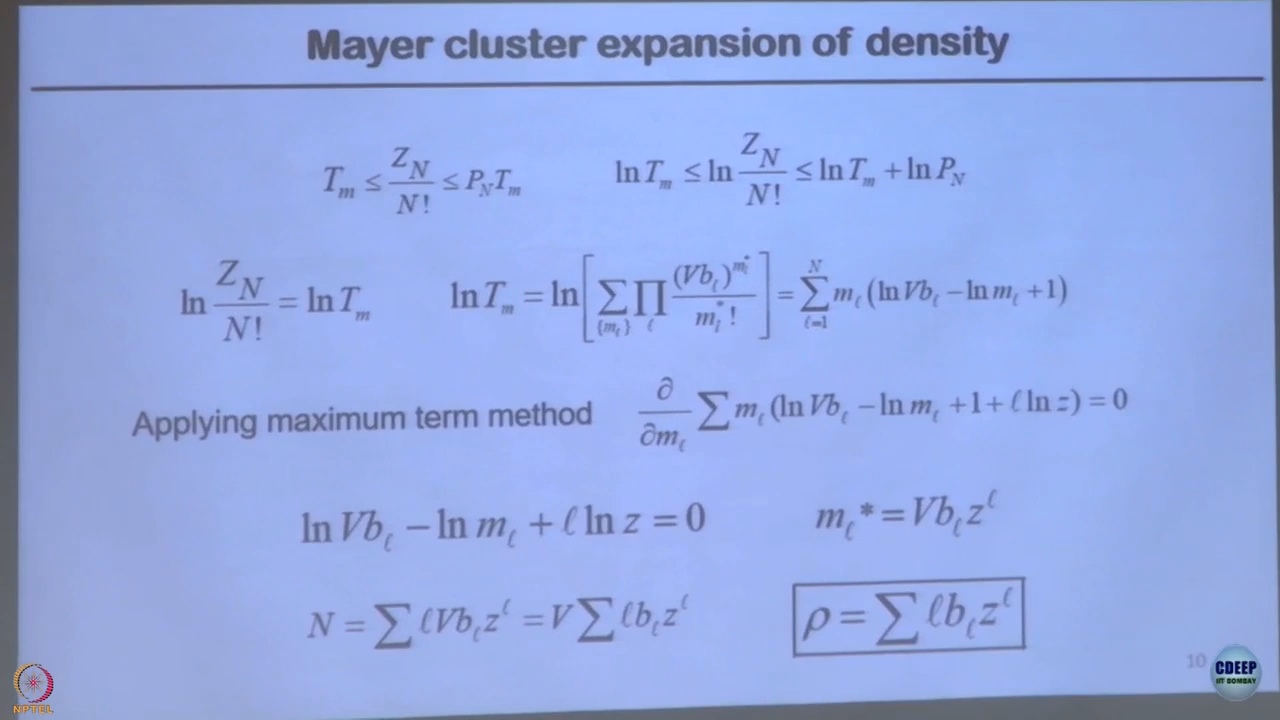 Mayer cluster expansion of density
T_m ≤ Z_N / N! ≤ P_N T_m    ln T_m ≤ ln Z_N / N! ≤ ln T_m + ln P_N
ln Z_N / N! = ln T_m    ln T_m = ln [ ∑_{m_ℓ} ∏_ℓ (Vb_ℓ)^{m_l^*} / m_l^*! ] = ∑_{ℓ=1}^{N} m_ℓ (ln Vb_ℓ − ln m_ℓ + 1)
Applying maximum term method    ∂/∂m_ℓ ∑ m_ℓ (ln Vb_ℓ − ln m_ℓ + 1 + ℓ ln z) = 0
ln Vb_ℓ − ln m_ℓ + ℓ ln z = 0    m_ℓ* = Vb_ℓ z^ℓ
N = ∑ ℓVb_ℓ z^ℓ = V ∑ ℓb_ℓ z^ℓ    ρ = ∑ ℓb_ℓ z^ℓ
10
CDEEP
IIT BOMBAY
NPTEL